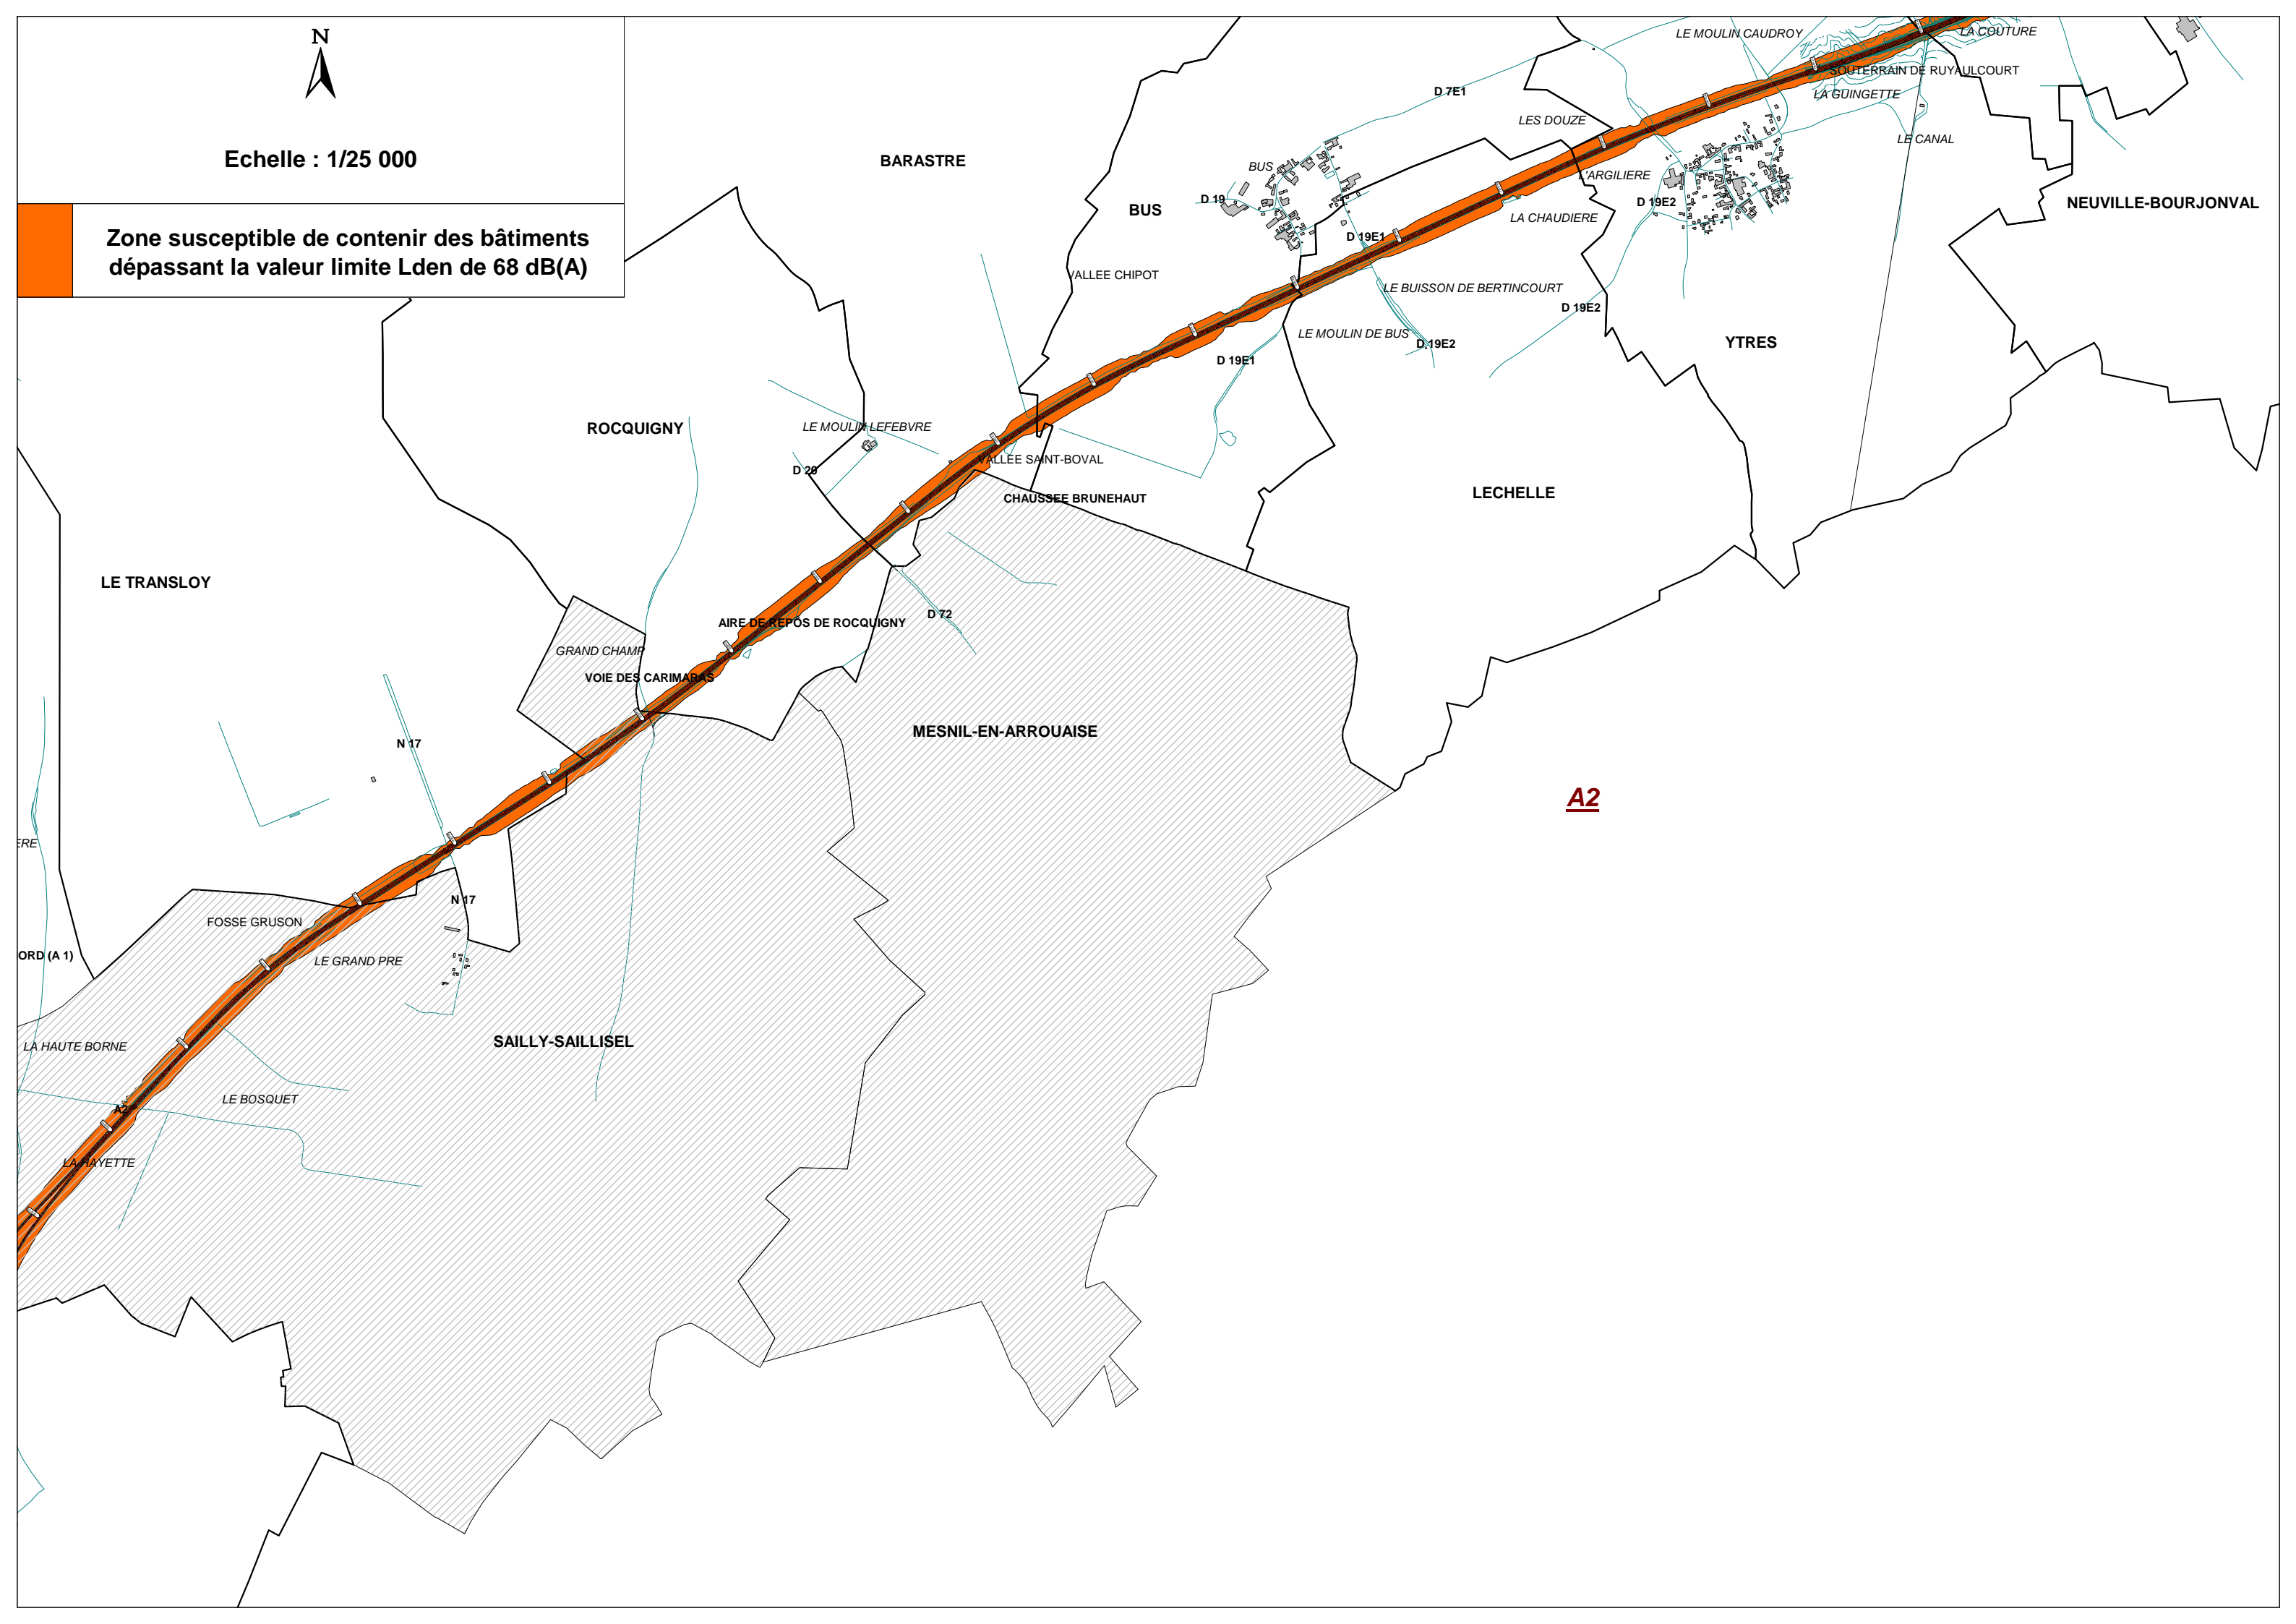 N
Echelle : 1/25 000
Zone susceptible de contenir des bâtiments
dépassant la valeur limite Lden de 68 dB(A)
LE MOULIN CAUDROY
LA COUTURE
SOUTERRAIN DE RUYAULCOURT
D 7E1
LA GUINGETTE
LES DOUZE
LE CANAL
BARASTRE
BUS
L'ARGILIERE
D 19
D 19E2
NEUVILLE-BOURJONVAL
BUS
LA CHAUDIERE
D 19E1
VALLEE CHIPOT
LE BUISSON DE BERTINCOURT
D 19E2
LE MOULIN DE BUS
D 19E2
YTRES
D 19E1
ROCQUIGNY
LE MOULIN LEFEBVRE
VALLEE SAINT-BOVAL
D 20
CHAUSSEE BRUNEHAUT
LECHELLE
LE TRANSLOY
D 72
AIRE DE REPOS DE ROCQUIGNY
GRAND CHAMP
VOIE DES CARIMARAS
MESNIL-EN-ARROUAISE
N 17
A2
ERE
N 17
FOSSE GRUSON
ORD (A 1)
LE GRAND PRE
SAILLY-SAILLISEL
LA HAUTE BORNE
LE BOSQUET
A2
LA HAYETTE